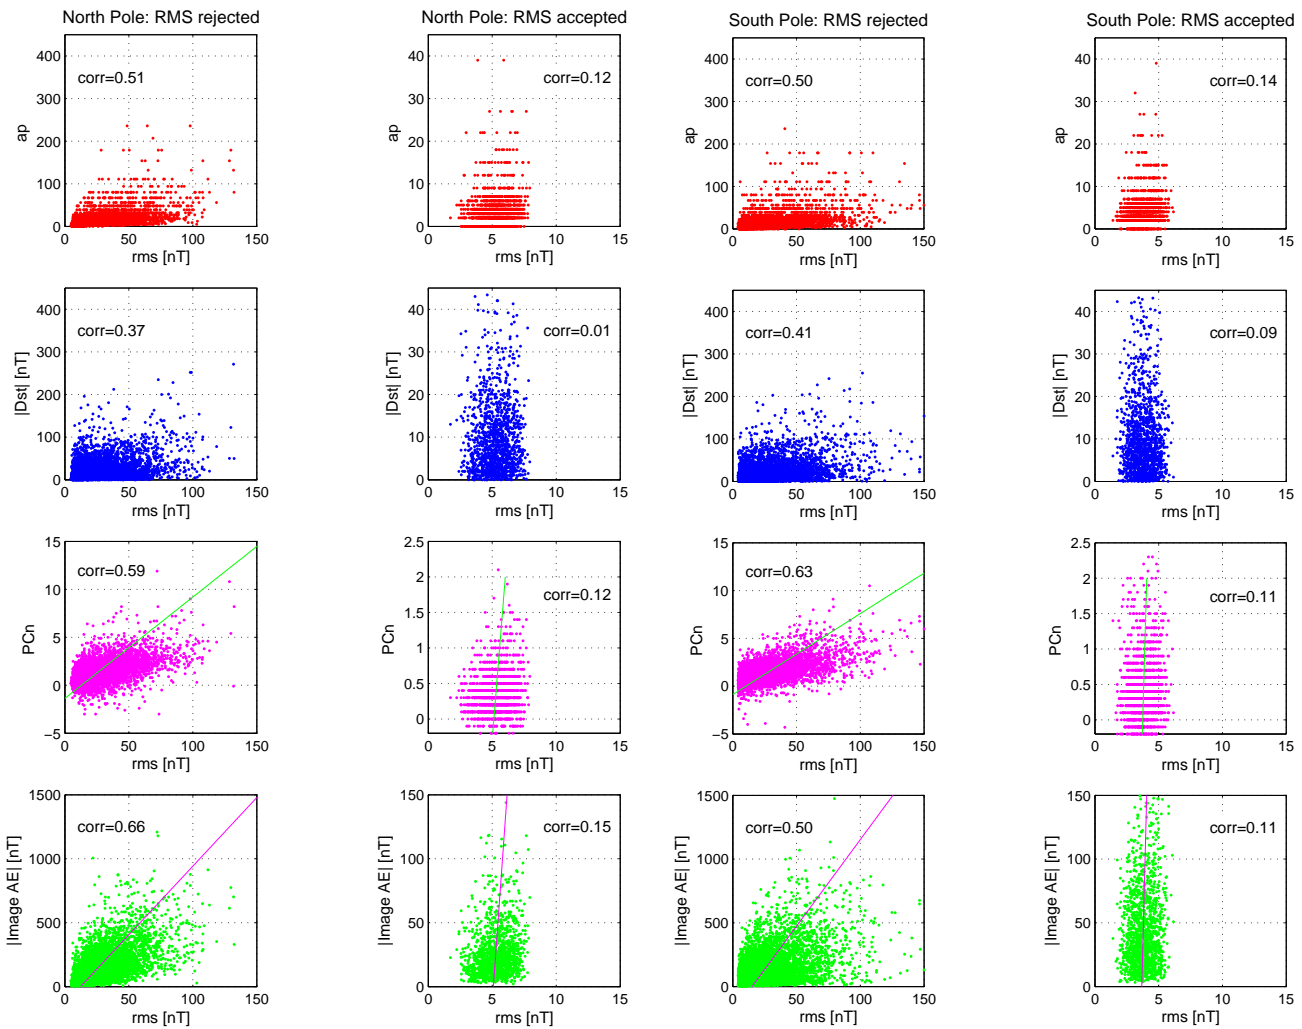 North Pole: RMS rejected
North Pole: RMS accepted
South Pole: RMS rejected
South Pole: RMS accepted
400
300
200
100
0
ap
corr=0.51
0 50 100 150
rms [nT]
40
30
20
10
0
ap
corr=0.12
0 5 10 15
rms [nT]
400
300
200
100
0
ap
corr=0.50
0 50 100 150
rms [nT]
40
30
20
10
0
ap
corr=0.14
0 5 10 15
rms [nT]
400
300
200
100
0
|Dst| [nT]
corr=0.37
0 50 100 150
rms [nT]
40
30
20
10
0
|Dst| [nT]
corr=0.01
0 5 10 15
rms [nT]
400
300
200
100
0
|Dst| [nT]
corr=0.41
0 50 100 150
rms [nT]
40
30
20
10
0
|Dst| [nT]
corr=0.09
0 5 10 15
rms [nT]
15
10
5
0
−5
PCn
corr=0.59
0 50 100 150
rms [nT]
2.5
2
1.5
1
0.5
0
PCn
corr=0.12
0 5 10 15
rms [nT]
15
10
5
0
−5
PCn
corr=0.63
0 50 100 150
rms [nT]
2.5
2
1.5
1
0.5
0
PCn
corr=0.11
0 5 10 15
rms [nT]
1500
1000
500
0
|Image AE| [nT]
corr=0.66
0 50 100 150
rms [nT]
150
100
50
0
|Image AE| [nT]
corr=0.15
0 5 10 15
rms [nT]
1500
1000
500
0
|Image AE| [nT]
corr=0.50
0 50 100 150
rms [nT]
150
100
50
0
|Image AE| [nT]
corr=0.11
0 5 10 15
rms [nT]